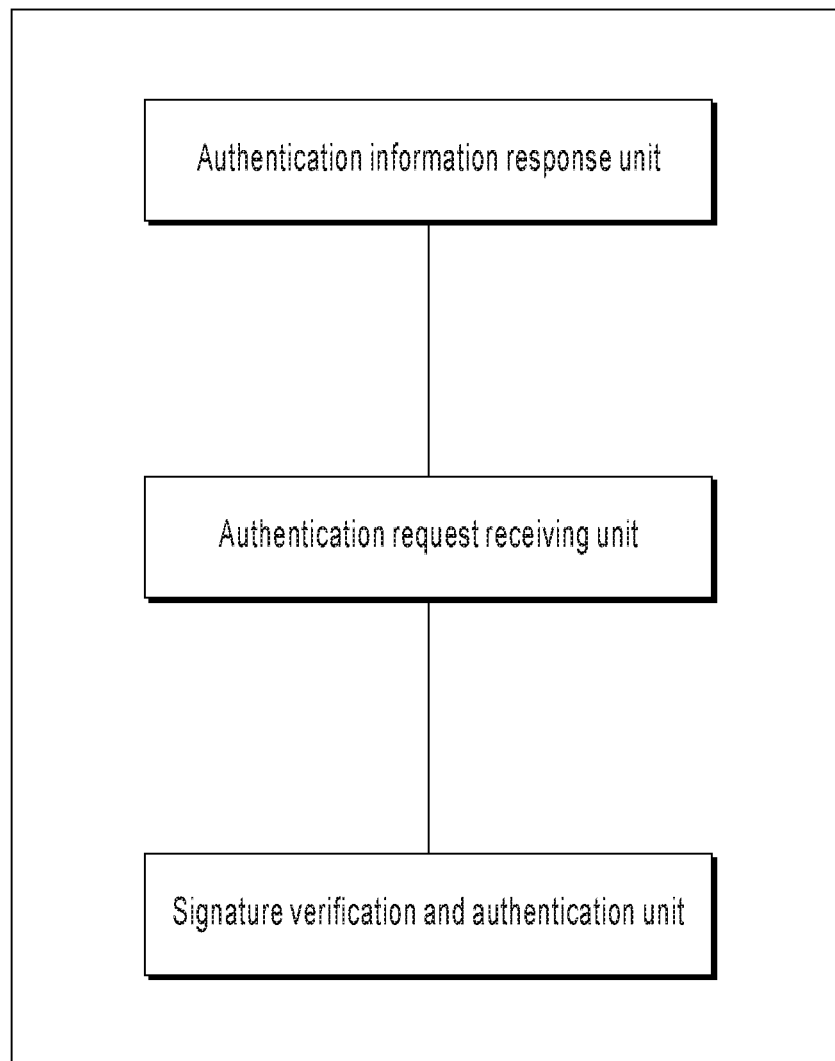 Authentication information response unit
Authentication request receiving unit
Signature verification and authentication unit